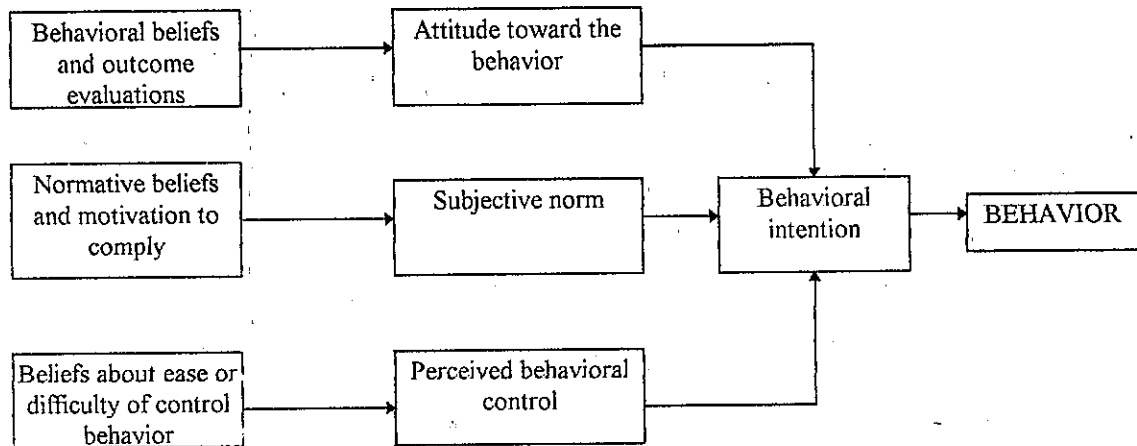 Behavioral beliefs
and outcome
evaluations
Attitude toward the
behavior
Normative beliefs
and motivation to
comply
Subjective norm
Behavioral
intention
BEHAVIOR
Beliefs about ease or
difficulty of control
behavior
Perceived behavioral
control